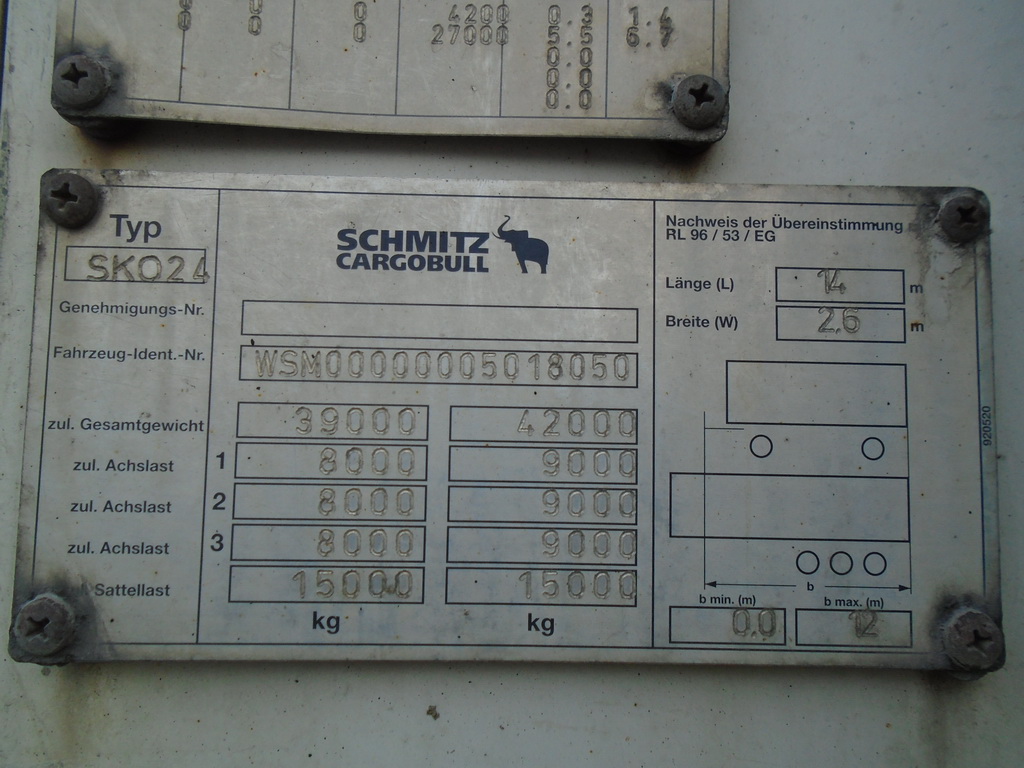 0 0 0 4200 0.3 1.4
0 0 0 27000 5.5 6.7
0.0
0.0
0.0
Typ
SKO24
SCHMITZ
CARGOBULL
Nachweis der Übereinstimmung
RL 96 / 53 / EG
Länge (L) 14 m
Breite (W) 2.6 m
Genehmigungs-Nr.
Fahrzeug-Ident.-Nr. WSM00000005018050
zul. Gesamtgewicht 39000 42000
zul. Achslast 1 8000 9000
zul. Achslast 2 8000 9000
zul. Achslast 3 8000 9000
Sattellast 15000 15000
kg kg
920520
b
b min. (m) b max. (m)
0.0 12